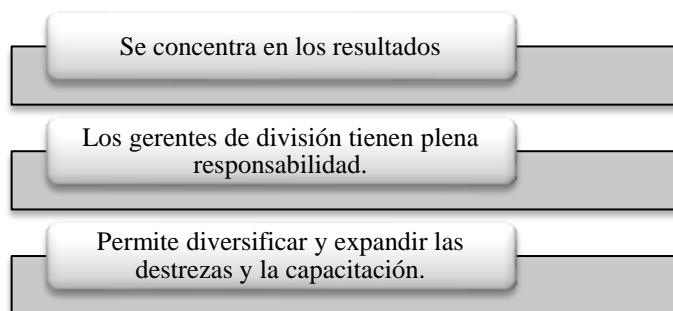 Se concentra en los resultados
Los gerentes de división tienen plena
responsabilidad.
Permite diversificar y expandir las
destrezas y la capacitación.